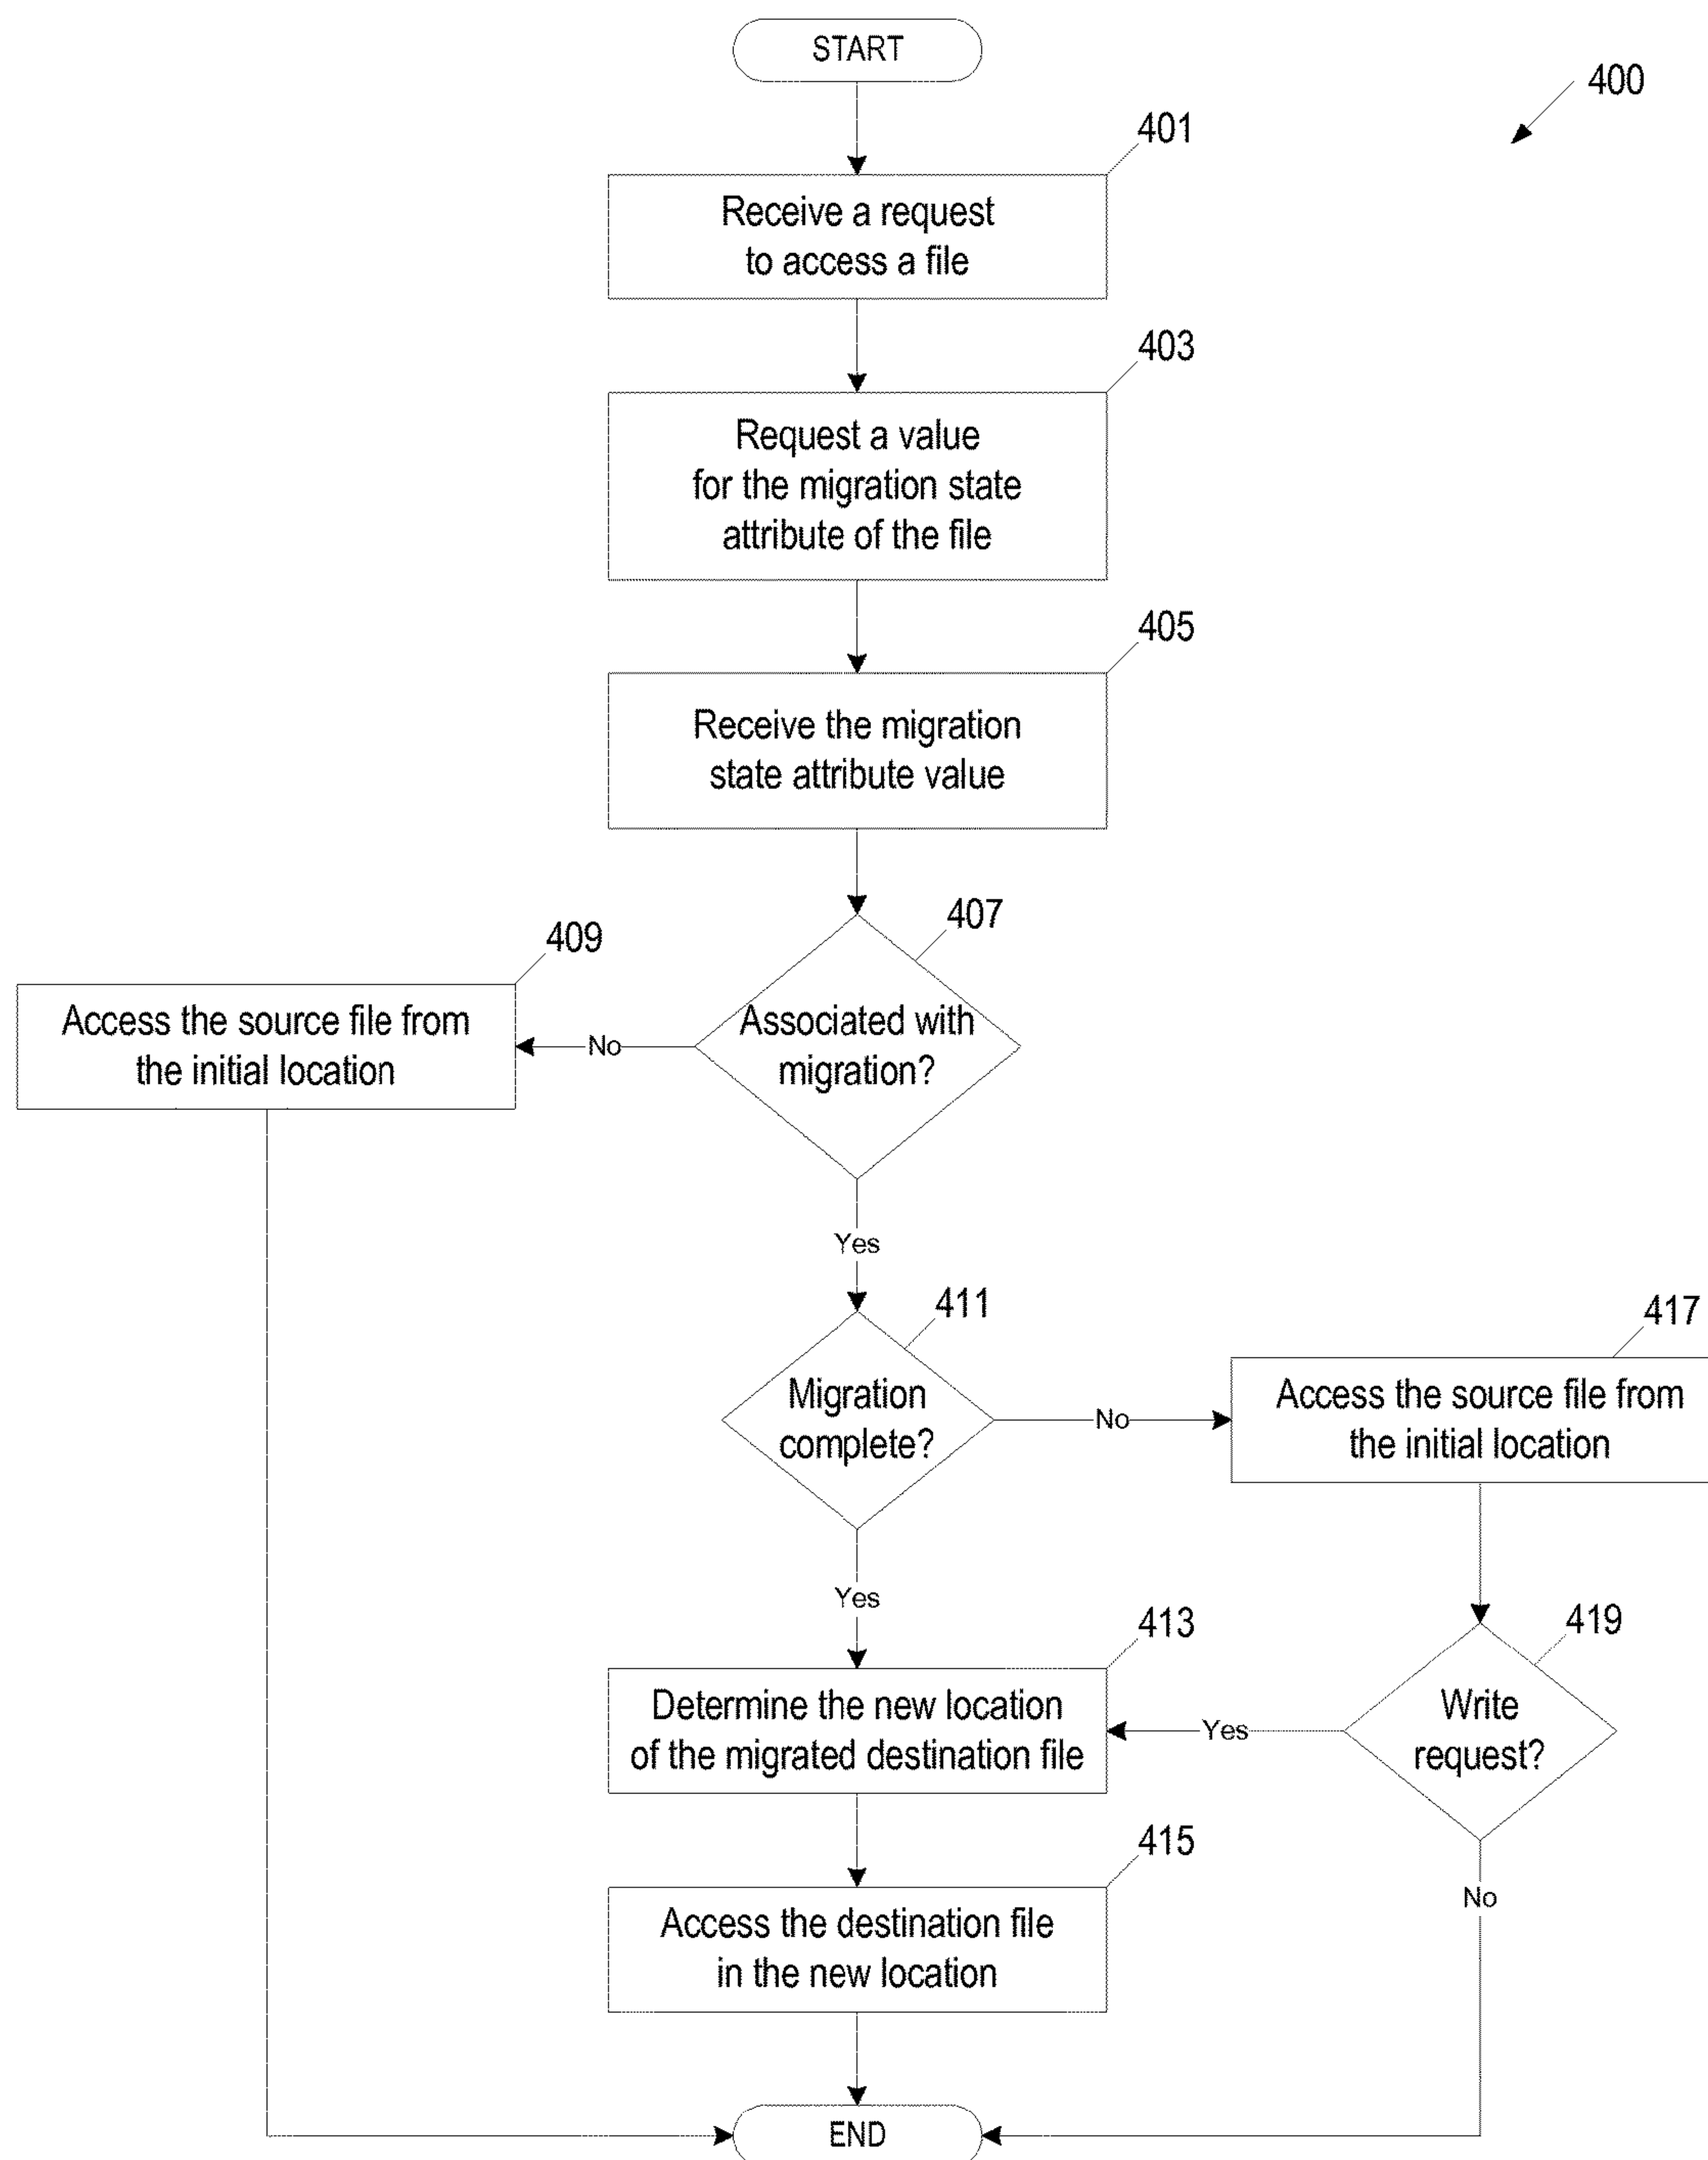 START
400
401
Receive a request
to access a file
403
Request a value
for the migration state
attribute of the file
405
Receive the migration
state attribute value
407
Associated with
migration?
409
Access the source file from
the initial location
No
Yes
411
Migration
complete?
No
417
Access the source file from
the initial location
Yes
413
Determine the new location
of the migrated destination file
419
Write
request?
Yes
No
415
Access the destination file
in the new location
END